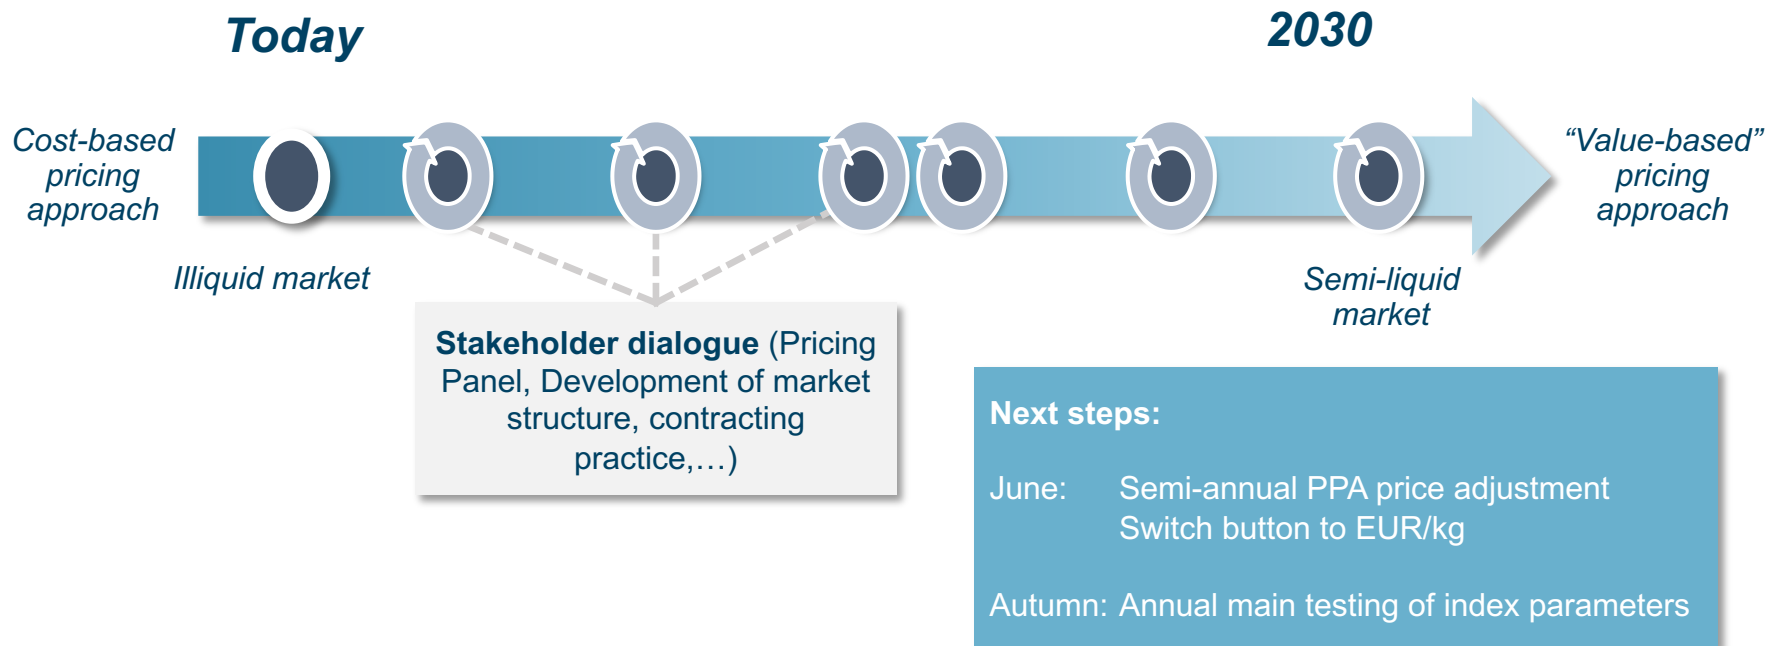 Today
2030
Cost-based
pricing
approach
“Value-based”
pricing
approach
Illiquid market
Semi-liquid
market
Stakeholder dialogue (Pricing
Panel, Development of market
structure, contracting
practice,…)
Next steps:
June: Semi-annual PPA price adjustment
Switch button to EUR/kg
Autumn: Annual main testing of index parameters